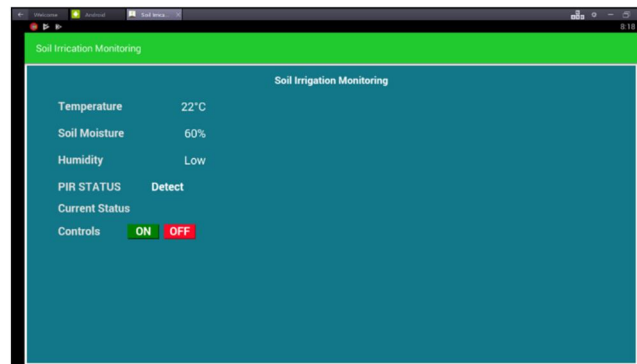 Welcome Android Soil Irrica...
8:18
Soil Irrication Monitoring
Soil Irrigation Monitoring
Temperature 22°C
Soil Moisture 60%
Humidity Low
PIR STATUS Detect
Current Status
Controls ON OFF